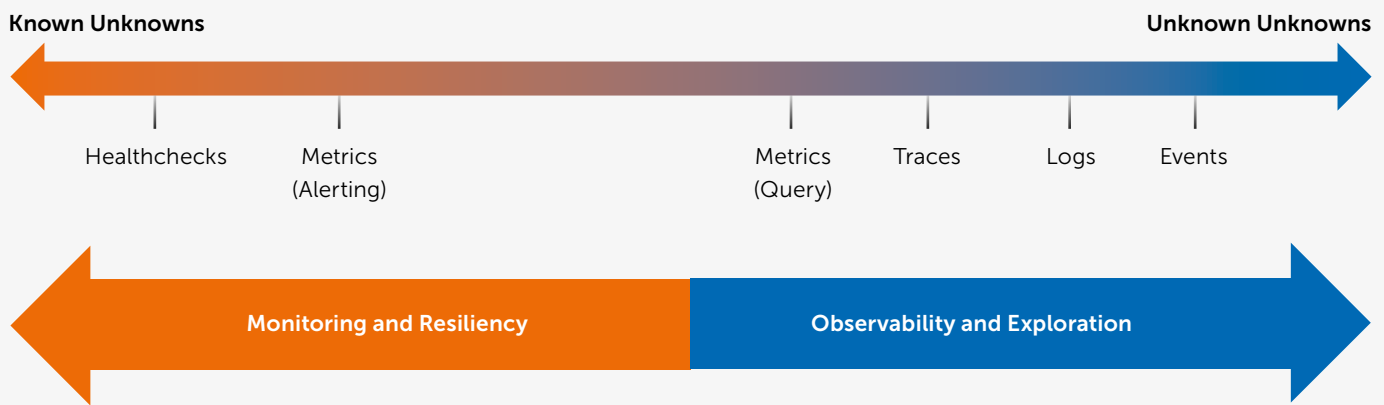 Known Unknowns
Unknown Unknowns
Healthchecks
Metrics
(Alerting)
Metrics
(Query)
Traces
Logs
Events
Monitoring and Resiliency
Observability and Exploration